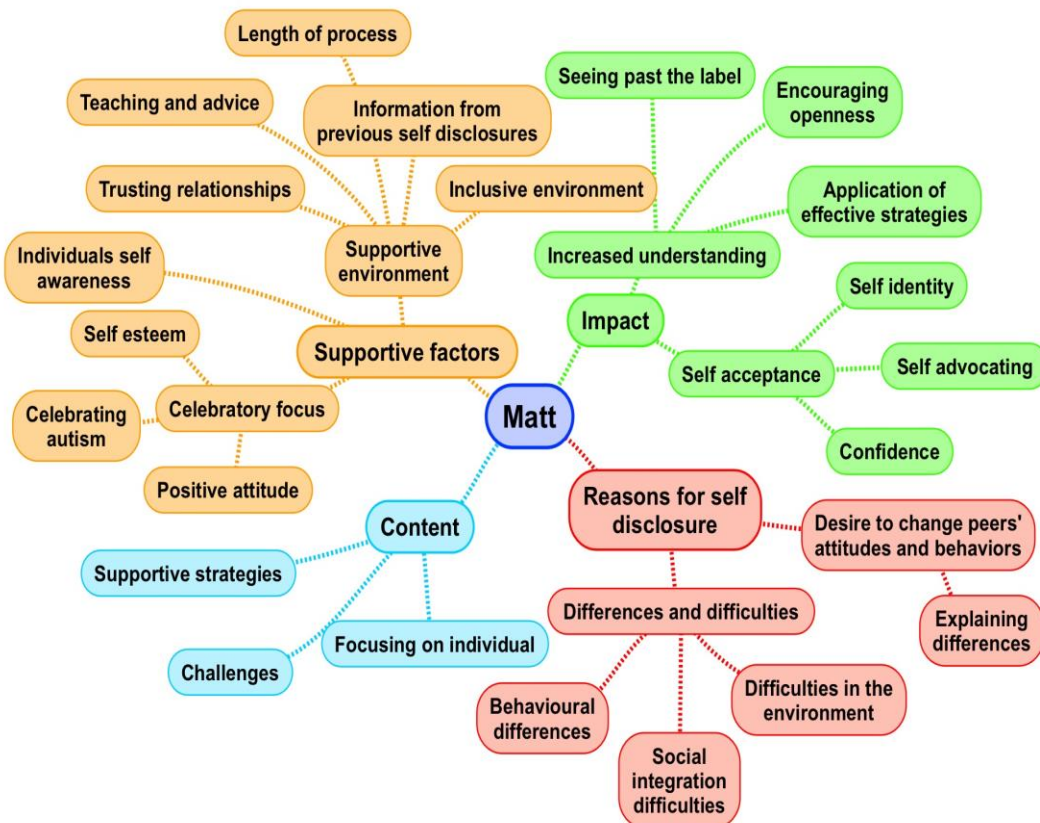 Length of process
Seeing past the label
Encouraging
openness
Teaching and advice
Information from
previous self disclosures
Trusting relationships
Inclusive environment
Application of
effective strategies
Supportive
environment
Increased understanding
Individuals self
awareness
Self identity
Impact
Self esteem
Supportive factors
Self acceptance
Self advocating
Celebrating
autism
Celebratory focus
Matt
Confidence
Positive attitude
Reasons for self
disclosure
Content
Desire to change peers'
attitudes and behaviors
Supportive strategies
Differences and difficulties
Explaining
differences
Focusing on individual
Challenges
Behavioural
differences
Difficulties in the
environment
Social
integration
difficulties